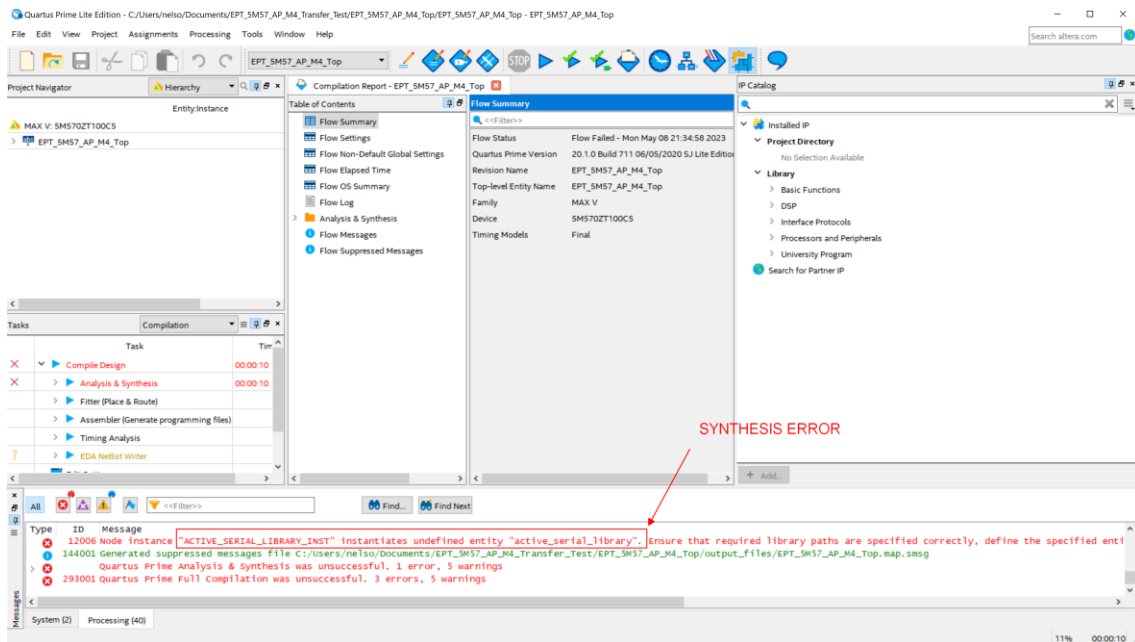 Quartus Prime Lite Edition - C:/Users/nelso/Documents/EPT_5M57_AP_M4_Transfer_Test/EPT_5M57_AP_M4_Top/EPT_5M57_AP_M4_Top - EPT_5M57_AP_M4_Top
File Edit View Project Assignments Processing Tools Window Help
Search altera.com
EPT_5M57_AP_M4_Top
STOP
Project Navigator
Hierarchy
Entity:Instance
MAX V: 5M570ZT100C5
EPT_5M57_AP_M4_Top
Compilation Report - EPT_5M57_AP_M4_Top
Table of Contents
Flow Summary
Flow Settings
Flow Non-Default Global Settings
Flow Elapsed Time
Flow OS Summary
Flow Log
Analysis & Synthesis
Flow Messages
Flow Suppressed Messages
Flow Summary
<<Filter>>
Flow Status Flow Failed - Mon May 08 21:34:58 2023
Quartus Prime Version 20.1.0 Build 711 06/05/2020 SJ Lite Edition
Revision Name EPT_5M57_AP_M4_Top
Top-level Entity Name EPT_5M57_AP_M4_Top
Family MAX V
Device 5M570ZT100C5
Timing Models Final
IP Catalog
Installed IP
Project Directory
No Selection Available
Library
Basic Functions
DSP
Interface Protocols
Processors and Peripherals
University Program
Search for Partner IP
+ Add...
Tasks
Compilation
Task Tim
Compile Design 00:00:10
Analysis & Synthesis 00:00:10
Fitter (Place & Route)
Assembler (Generate programming files)
Timing Analysis
? EDA Netlist Writer
SYNTHESIS ERROR
All
<<Filter>>
Find...
Find Next
Type ID Message
12006 Node instance "ACTIVE_SERIAL_LIBRARY_INST" instantiates undefined entity "active_serial_library". Ensure that required library paths are specified correctly, define the specified enti
144001 Generated suppressed messages file C:/Users/nelso/Documents/EPT_5M57_AP_M4_Transfer_Test/EPT_5M57_AP_M4_Top/output_files/EPT_5M57_AP_M4_Top.map.smsg
Quartus Prime Analysis & Synthesis was unsuccessful. 1 error, 5 warnings
293001 Quartus Prime Full Compilation was unsuccessful. 3 errors, 5 warnings
Messages
System (2) Processing (40)
11% 00:00:10